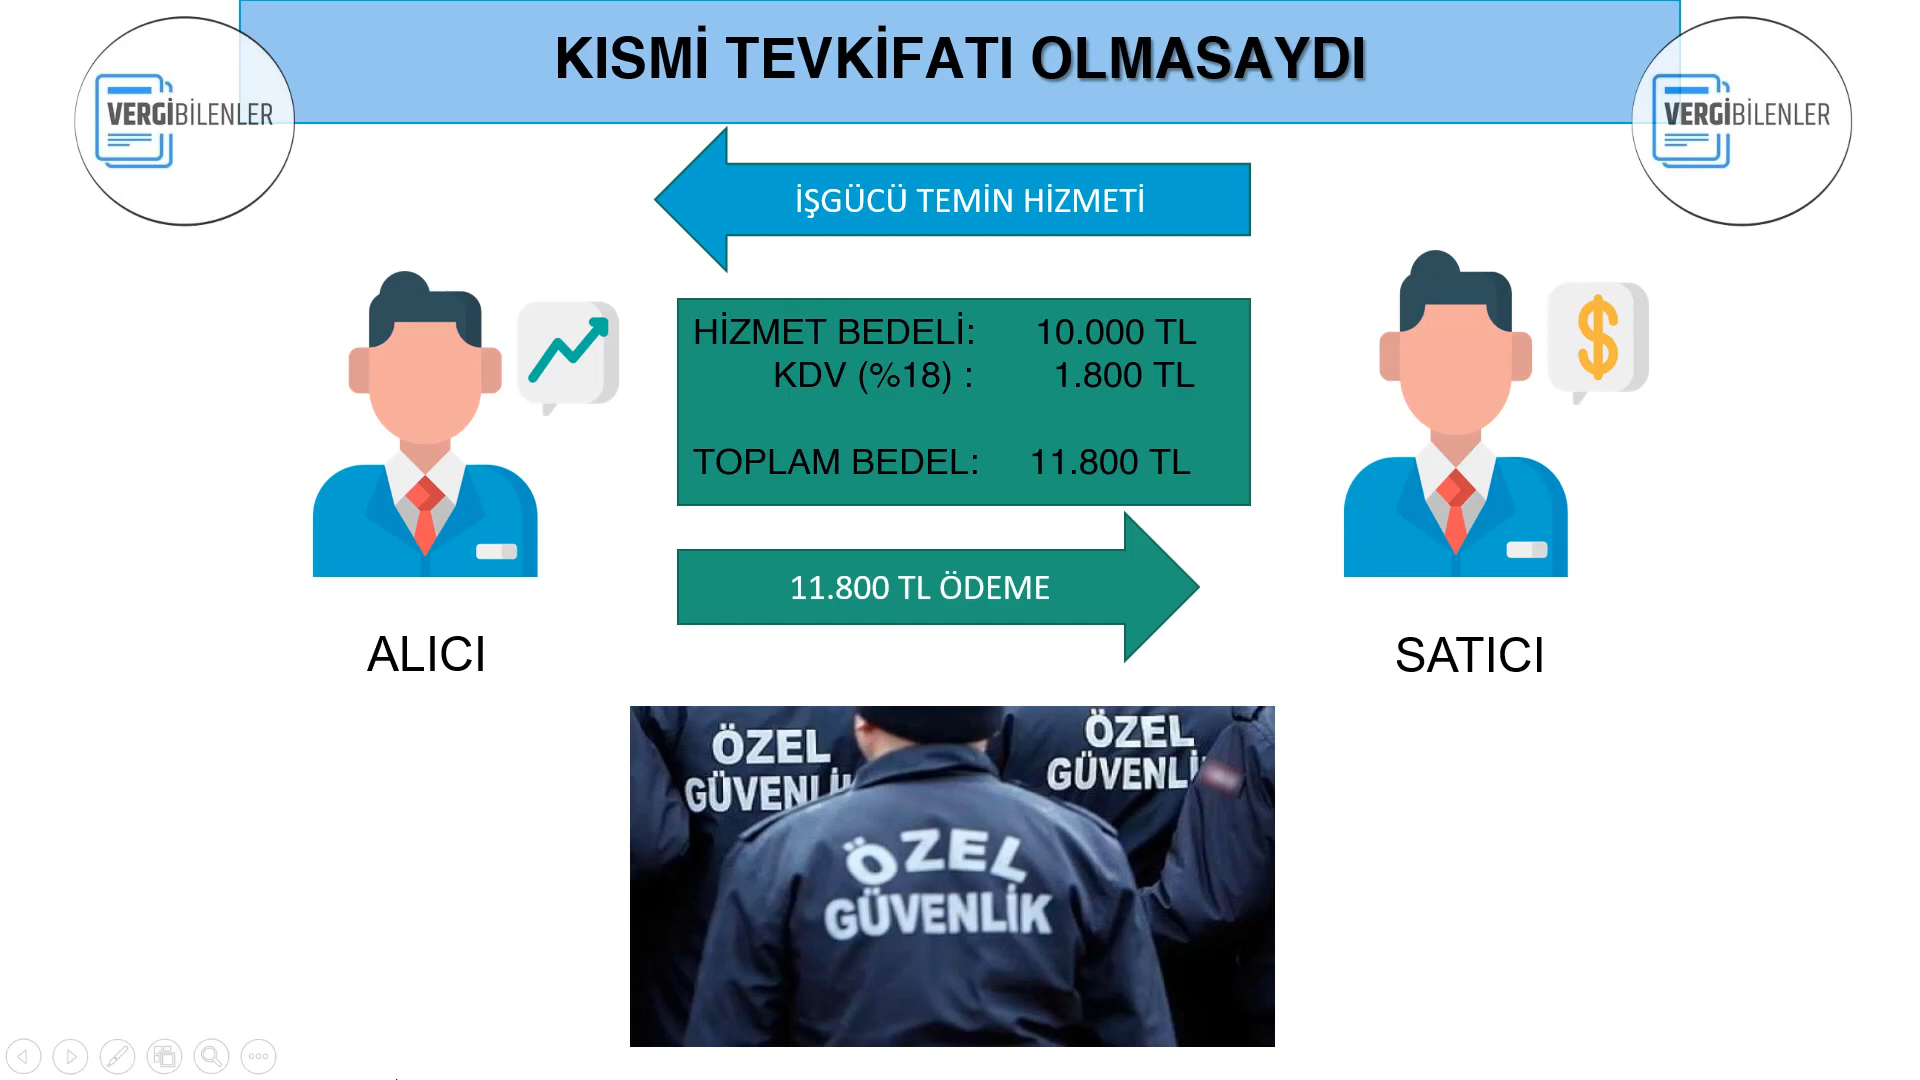 KISMİ TEVKİFATI OLMASAYDI
VERGİBİLENLER
VERGİBİLENLER
İŞGÜCÜ TEMİN HİZMETİ
HİZMET BEDELİ: 10.000 TL
KDV (%18) : 1.800 TL
TOPLAM BEDEL: 11.800 TL
11.800 TL ÖDEME
ALICI
SATICI
ÖZEL
ÖZEL
ÖZEL
GÜVENLİK